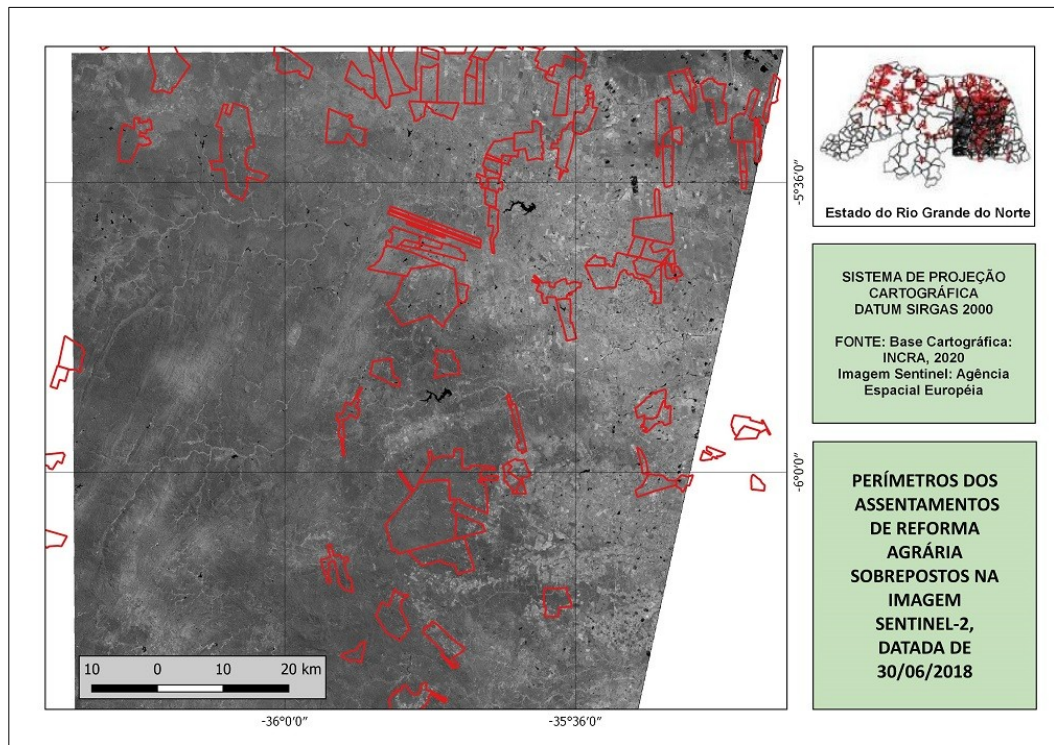 Estado do Rio Grande do Norte
-5°36'0"
SISTEMA DE PROJEÇÃO
CARTOGRÁFICA
DATUM SIRGAS 2000
FONTE: Base Cartográfica:
INCRA, 2020
Imagem Sentinel: Agência
Espacial Européia
-6°0'0"
PERÍMETROS DOS
ASSENTAMENTOS
DE REFORMA
AGRÁRIA
SOBREPOSTOS NA
IMAGEM
SENTINEL-2,
DATADA DE
30/06/2018
10 0 10 20 km
-36°0'0" -35°36'0"